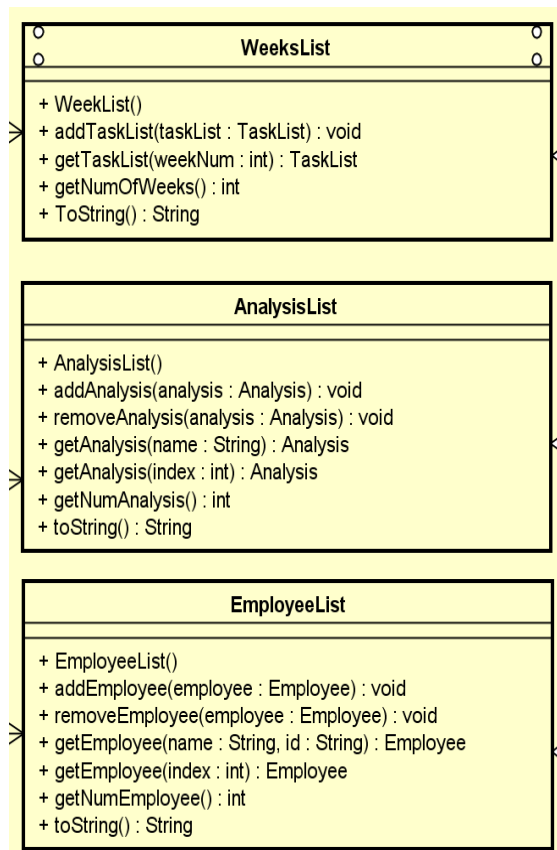 WeeksList
+ WeekList()
+ addTaskList(taskList : TaskList) : void
+ getTaskList(weekNum : int) : TaskList
+ getNumOfWeeks() : int
+ ToString() : String
AnalysisList
+ AnalysisList()
+ addAnalysis(analysis : Analysis) : void
+ removeAnalysis(analysis : Analysis) : void
+ getAnalysis(name : String) : Analysis
+ getAnalysis(index : int) : Analysis
+ getNumAnalysis() : int
+ toString() : String
EmployeeList
+ EmployeeList()
+ addEmployee(employee : Employee) : void
+ removeEmployee(employee : Employee) : void
+ getEmployee(name : String, id : String) : Employee
+ getEmployee(index : int) : Employee
+ getNumEmployee() : int
+ toString() : String